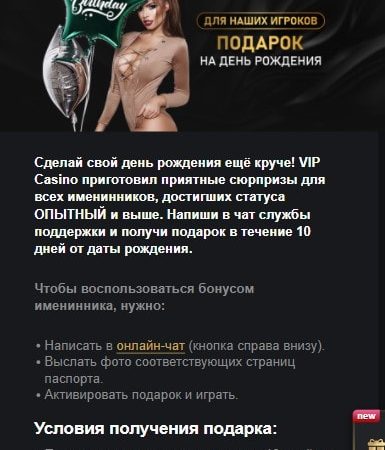 Birthday
ДЛЯ НАШИХ ИГРОКОВ
ПОДАРОК
НА ДЕНЬ РОЖДЕНИЯ
Сделай свой день рождения ещё круче! VIP
Casino приготовил приятные сюрпризы для
всех именинников, достигших статуса
ОПЫТНЫЙ и выше. Напиши в чат службы
поддержки и получи подарок в течение 10
дней от даты рождения.
Чтобы воспользоваться бонусом
именинника, нужно:
• Написать в онлайн-чат (кнопка справа внизу).
• Выслать фото соответствующих страниц
паспорта.
• Активировать подарок и играть.
new
Условия получения подарка: